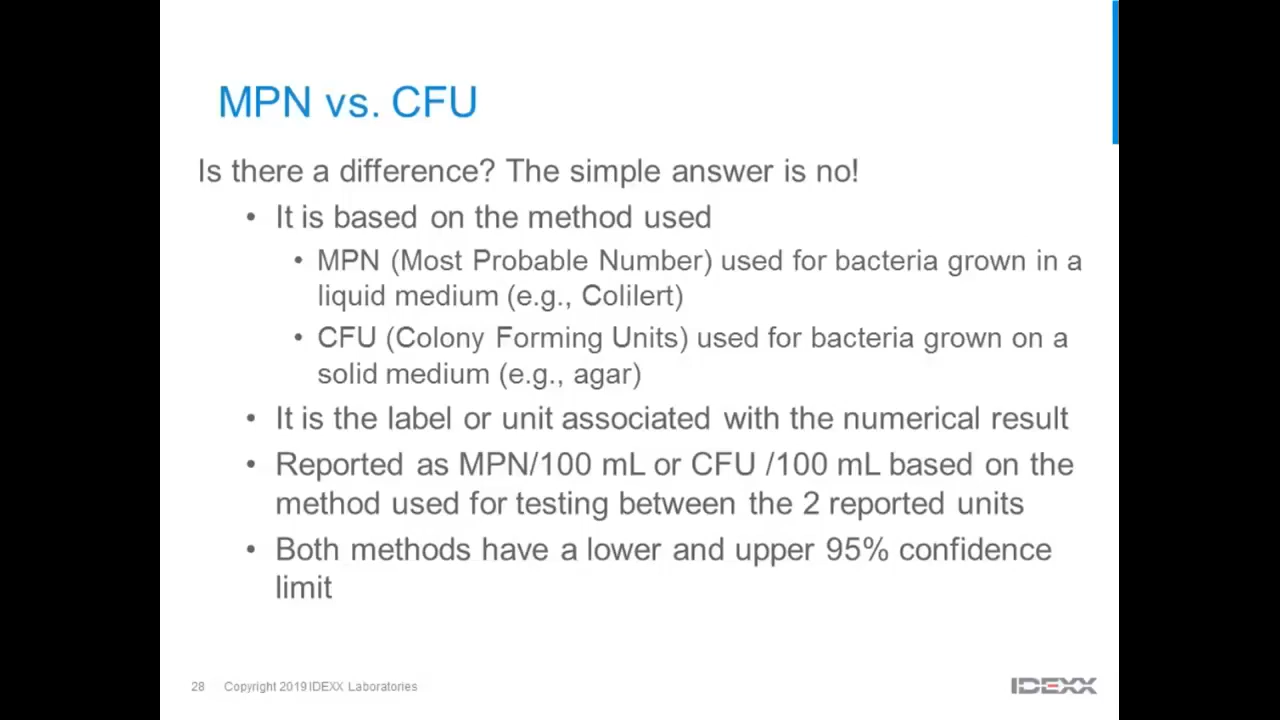 MPN vs. CFU
Is there a difference? The simple answer is no!
• It is based on the method used
• MPN (Most Probable Number) used for bacteria grown in a
liquid medium (e.g., Colilert)
• CFU (Colony Forming Units) used for bacteria grown on a
solid medium (e.g., agar)
• It is the label or unit associated with the numerical result
• Reported as MPN/100 mL or CFU /100 mL based on the
method used for testing between the 2 reported units
• Both methods have a lower and upper 95% confidence
limit
28 Copyright 2019 IDEXX Laboratories
IDEXX